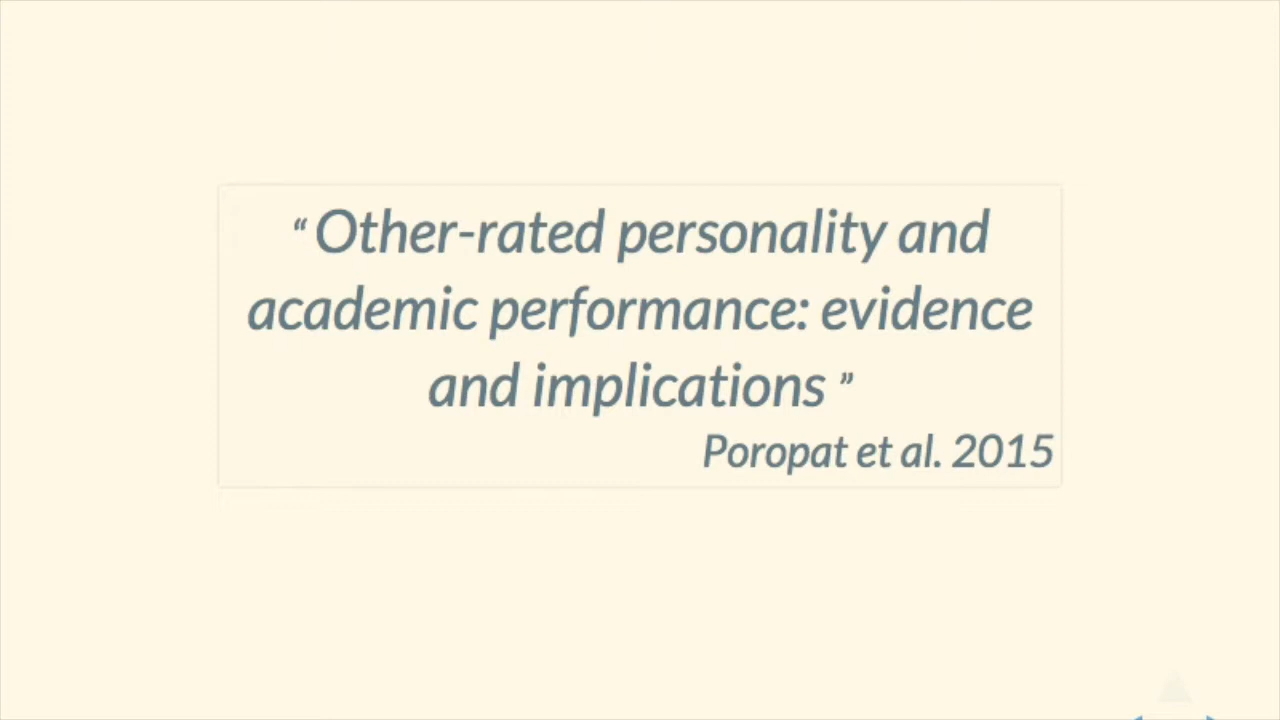 “ Other-rated personality and
academic performance: evidence
and implications ”
Poropat et al. 2015